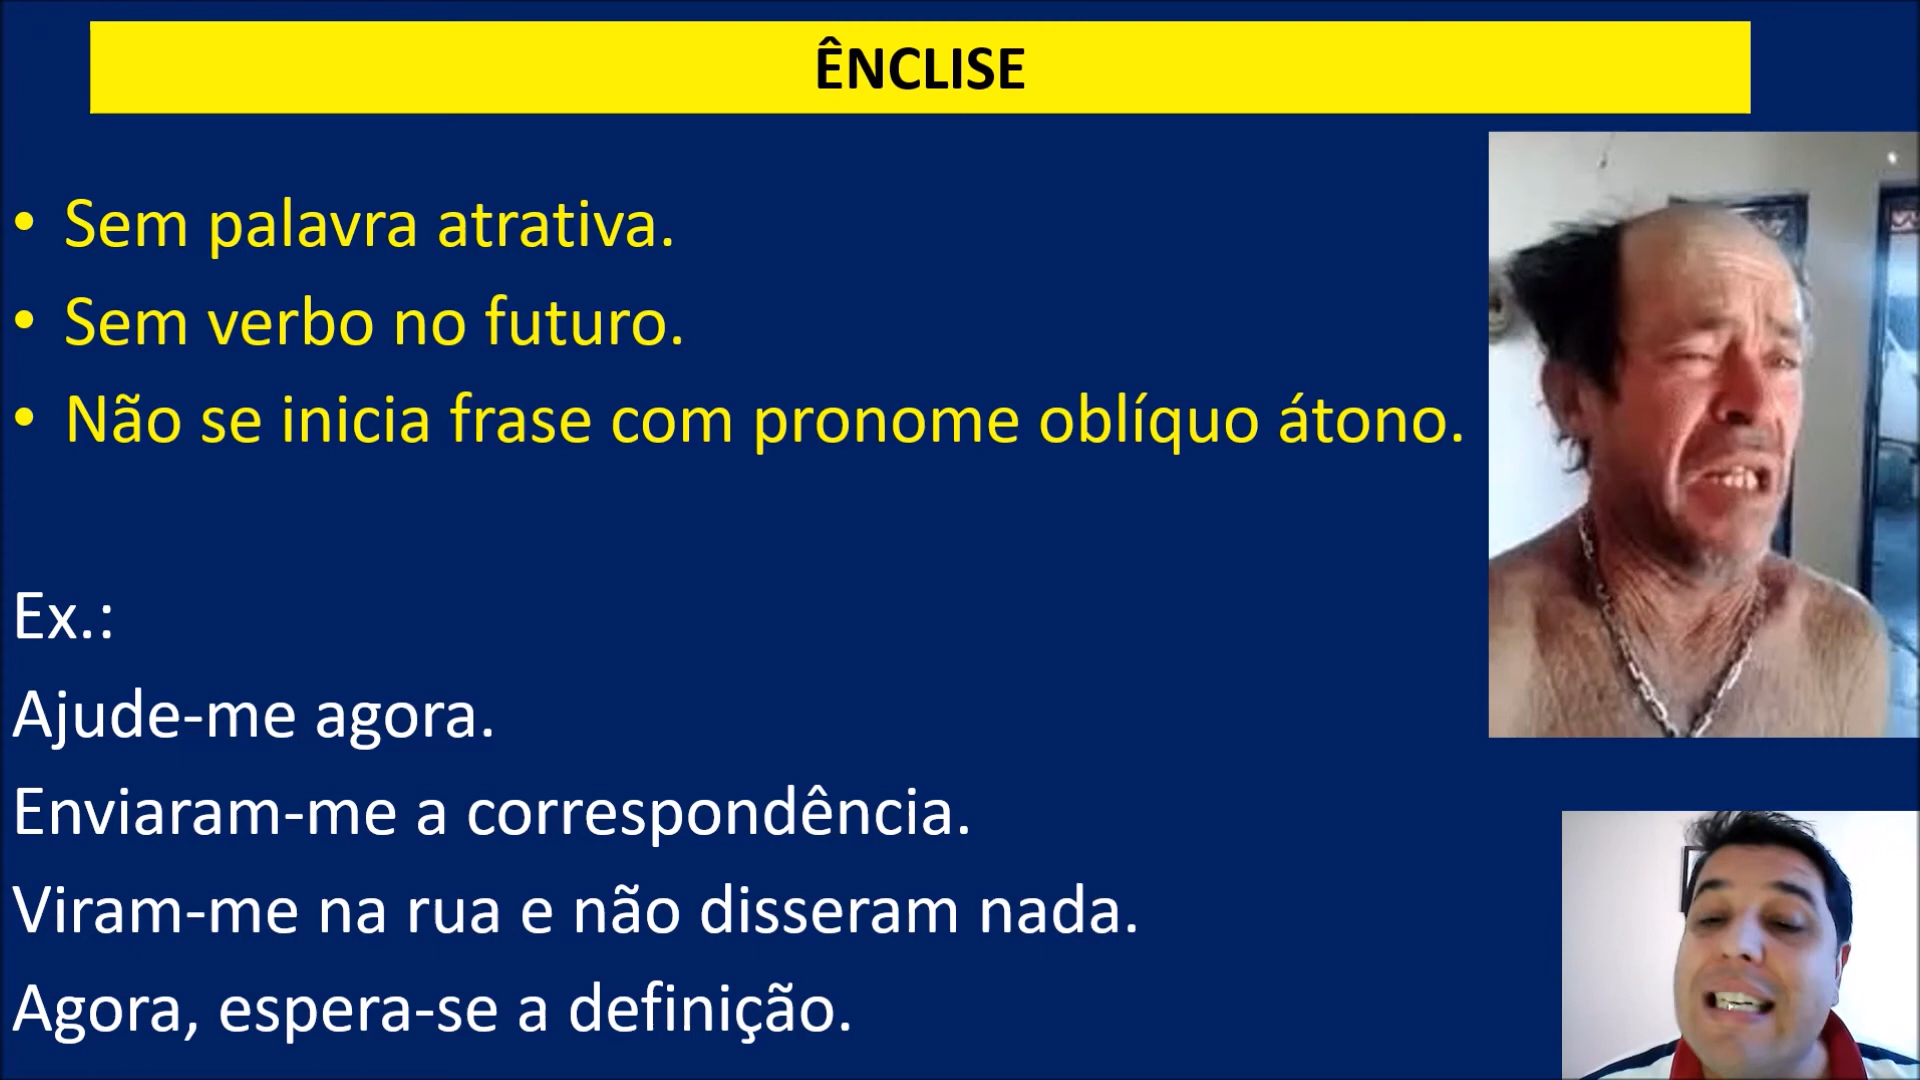 ÊNCLISE
• Sem palavra atrativa.
• Sem verbo no futuro.
• Não se inicia frase com pronome oblíquo átono.
Ex.:
Ajude-me agora.
Enviaram-me a correspondência.
Viram-me na rua e não disseram nada.
Agora, espera-se a definição.